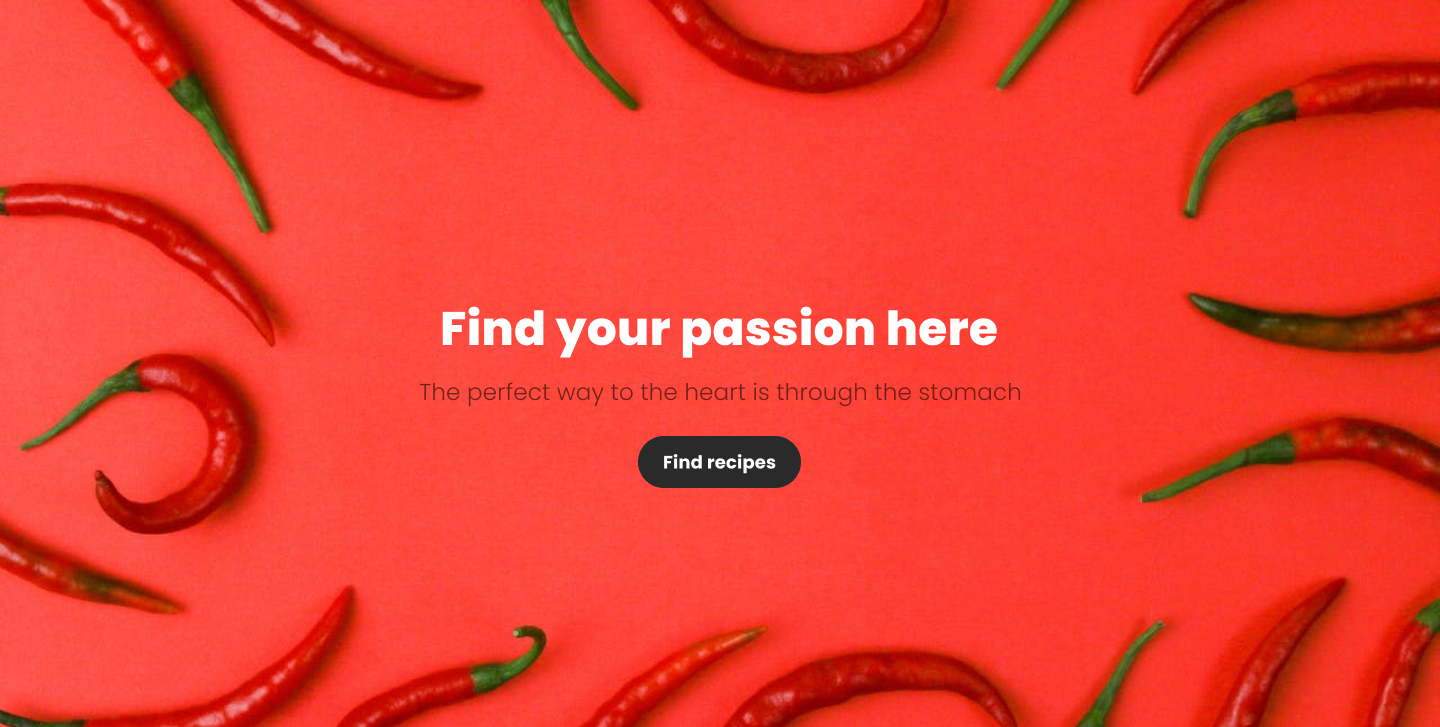 Find your passion here
The perfect way to the heart is through the stomach
Find recipes